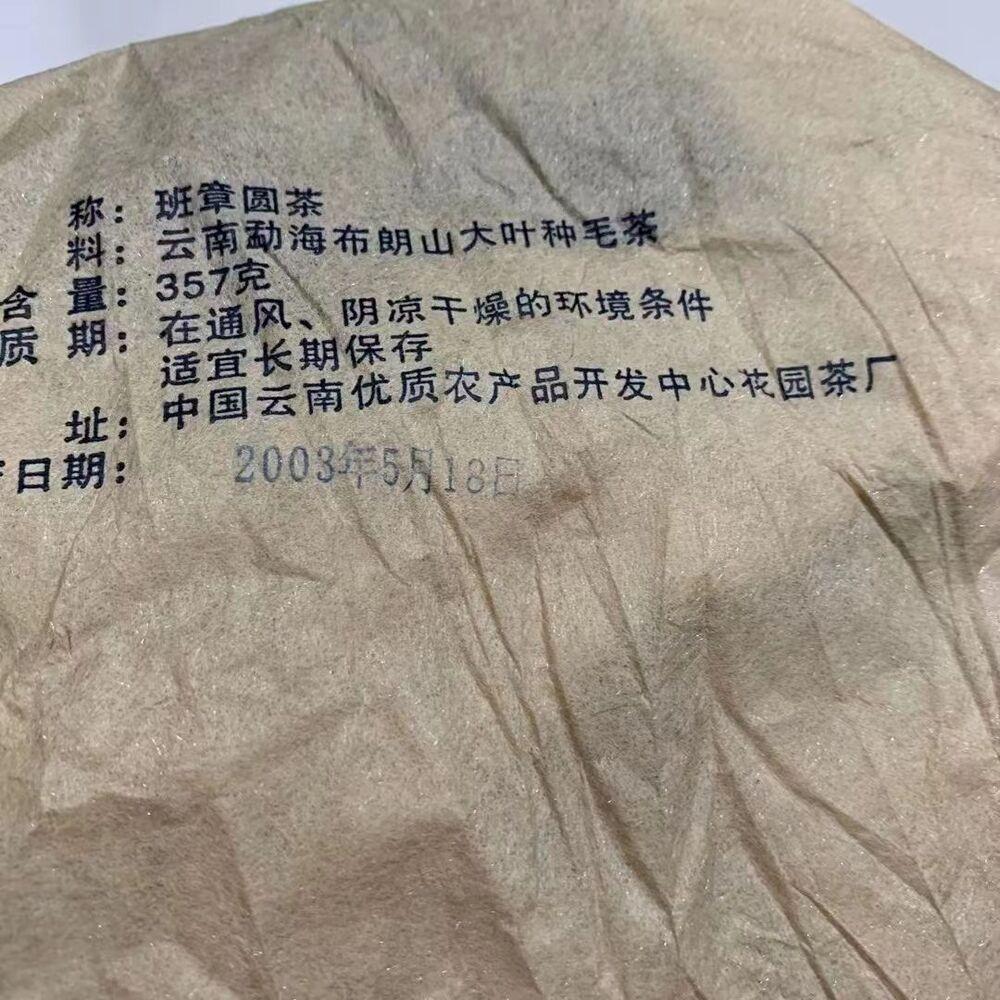 称：班章圆茶
料：云南勐海布朗山大叶种毛茶
含 量：357克
质 期：在通风、阴凉干燥的环境条件
适宜长期保存
址：中国云南优质农产品开发中心花园茶厂
日期：2003年5月18日